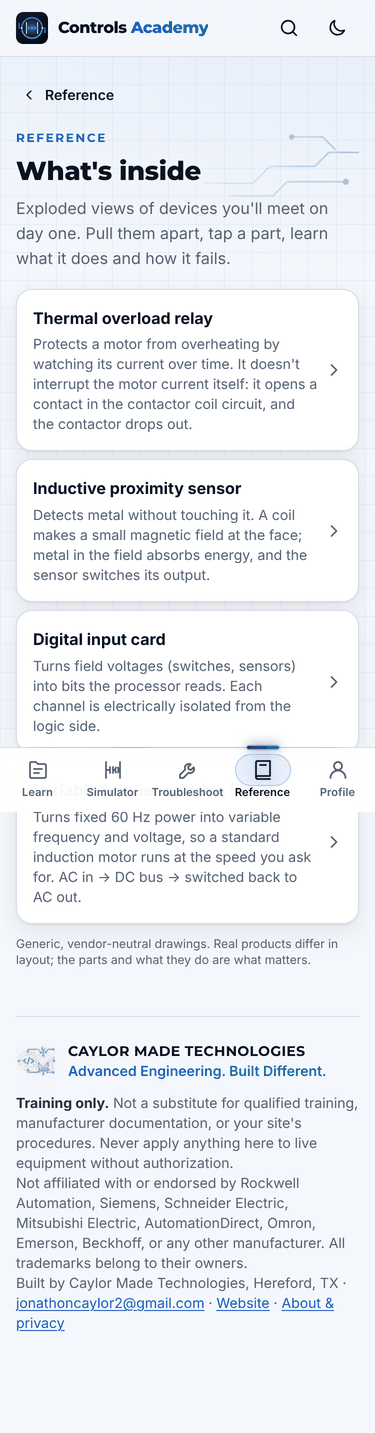 Controls Academy
Reference
REFERENCE
What's inside
Exploded views of devices you'll meet on
day one. Pull them apart, tap a part, learn
what it does and how it fails.
Thermal overload relay
Protects a motor from overheating by
watching its current over time. It doesn't
interrupt the motor current itself: it opens a
contact in the contactor coil circuit, and
the contactor drops out.
Inductive proximity sensor
Detects metal without touching it. A coil
makes a small magnetic field at the face;
metal in the field absorbs energy, and the
sensor switches its output.
Digital input card
Turns field voltages (switches, sensors)
into bits the processor reads. Each
channel is electrically isolated from the
logic side.
Learn Simulator Troubleshoot Reference Profile
Turns fixed 60 Hz power into variable
frequency and voltage, so a standard
induction motor runs at the speed you ask
for. AC in → DC bus → switched back to
AC out.
Generic, vendor-neutral drawings. Real products differ in
layout; the parts and what they do are what matters.
CAYLOR MADE TECHNOLOGIES
Advanced Engineering. Built Different.
Training only. Not a substitute for qualified training,
manufacturer documentation, or your site's
procedures. Never apply anything here to live
equipment without authorization.
Not affiliated with or endorsed by Rockwell
Automation, Siemens, Schneider Electric,
Mitsubishi Electric, AutomationDirect, Omron,
Emerson, Beckhoff, or any other manufacturer. All
trademarks belong to their owners.
Built by Caylor Made Technologies, Hereford, TX ·
jonathoncaylor2@gmail.com · Website · About &
privacy